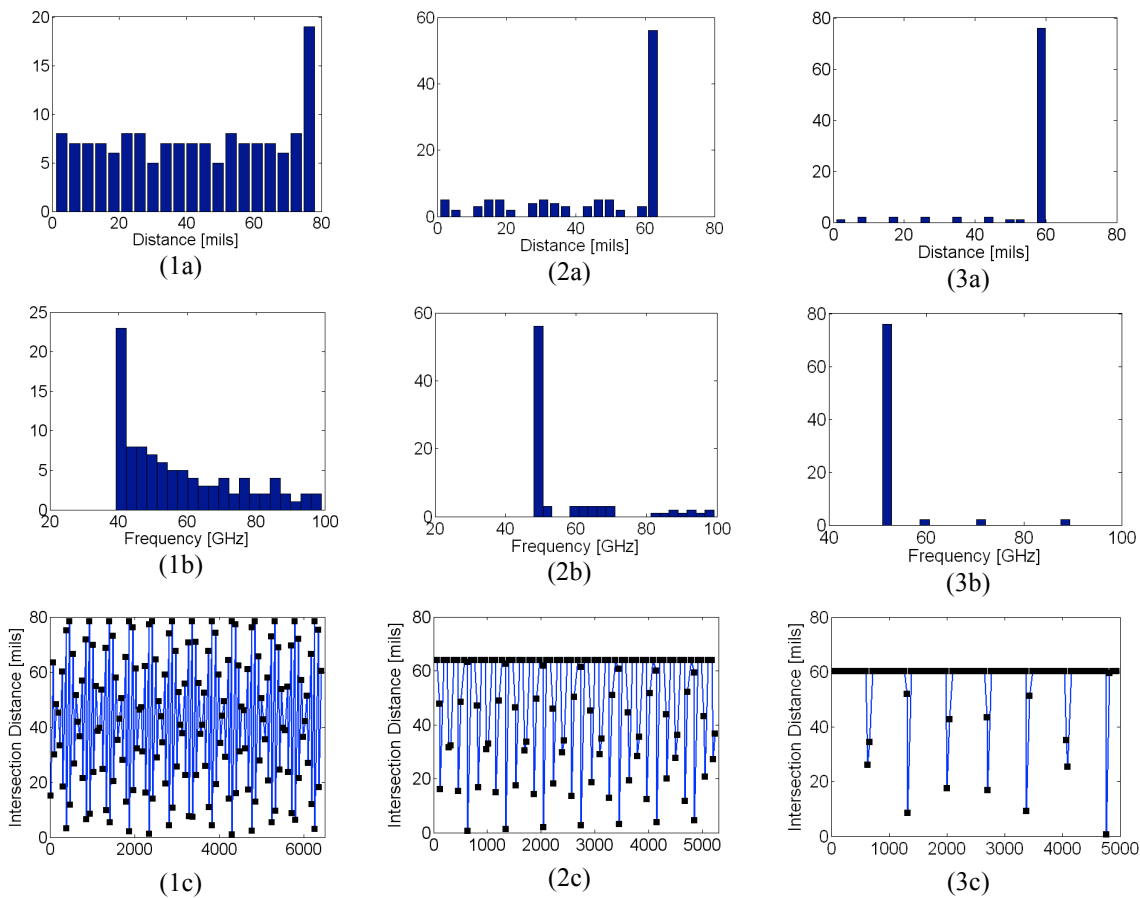 20
15
10
5
0
0 20 40 60 80
Distance [mils]
(1a)
60
40
20
0
0 20 40 60 80
Distance [mils]
(2a)
80
60
40
20
0
0 20 40 60 80
Distance [mils]
(3a)
25
20
15
10
5
0
20 40 60 80 100
Frequency [GHz]
(1b)
60
40
20
0
20 40 60 80 100
Frequency [GHz]
(2b)
80
60
40
20
0
40 60 80 100
Frequency [GHz]
(3b)
Intersection Distance [mils]
80
60
40
20
0
0 2000 4000 6000
(1c)
Intersection Distance [mils]
80
60
40
20
0
0 1000 2000 3000 4000 5000
(2c)
Intersection Distance [mils]
80
60
40
20
0
0 1000 2000 3000 4000 5000
(3c)